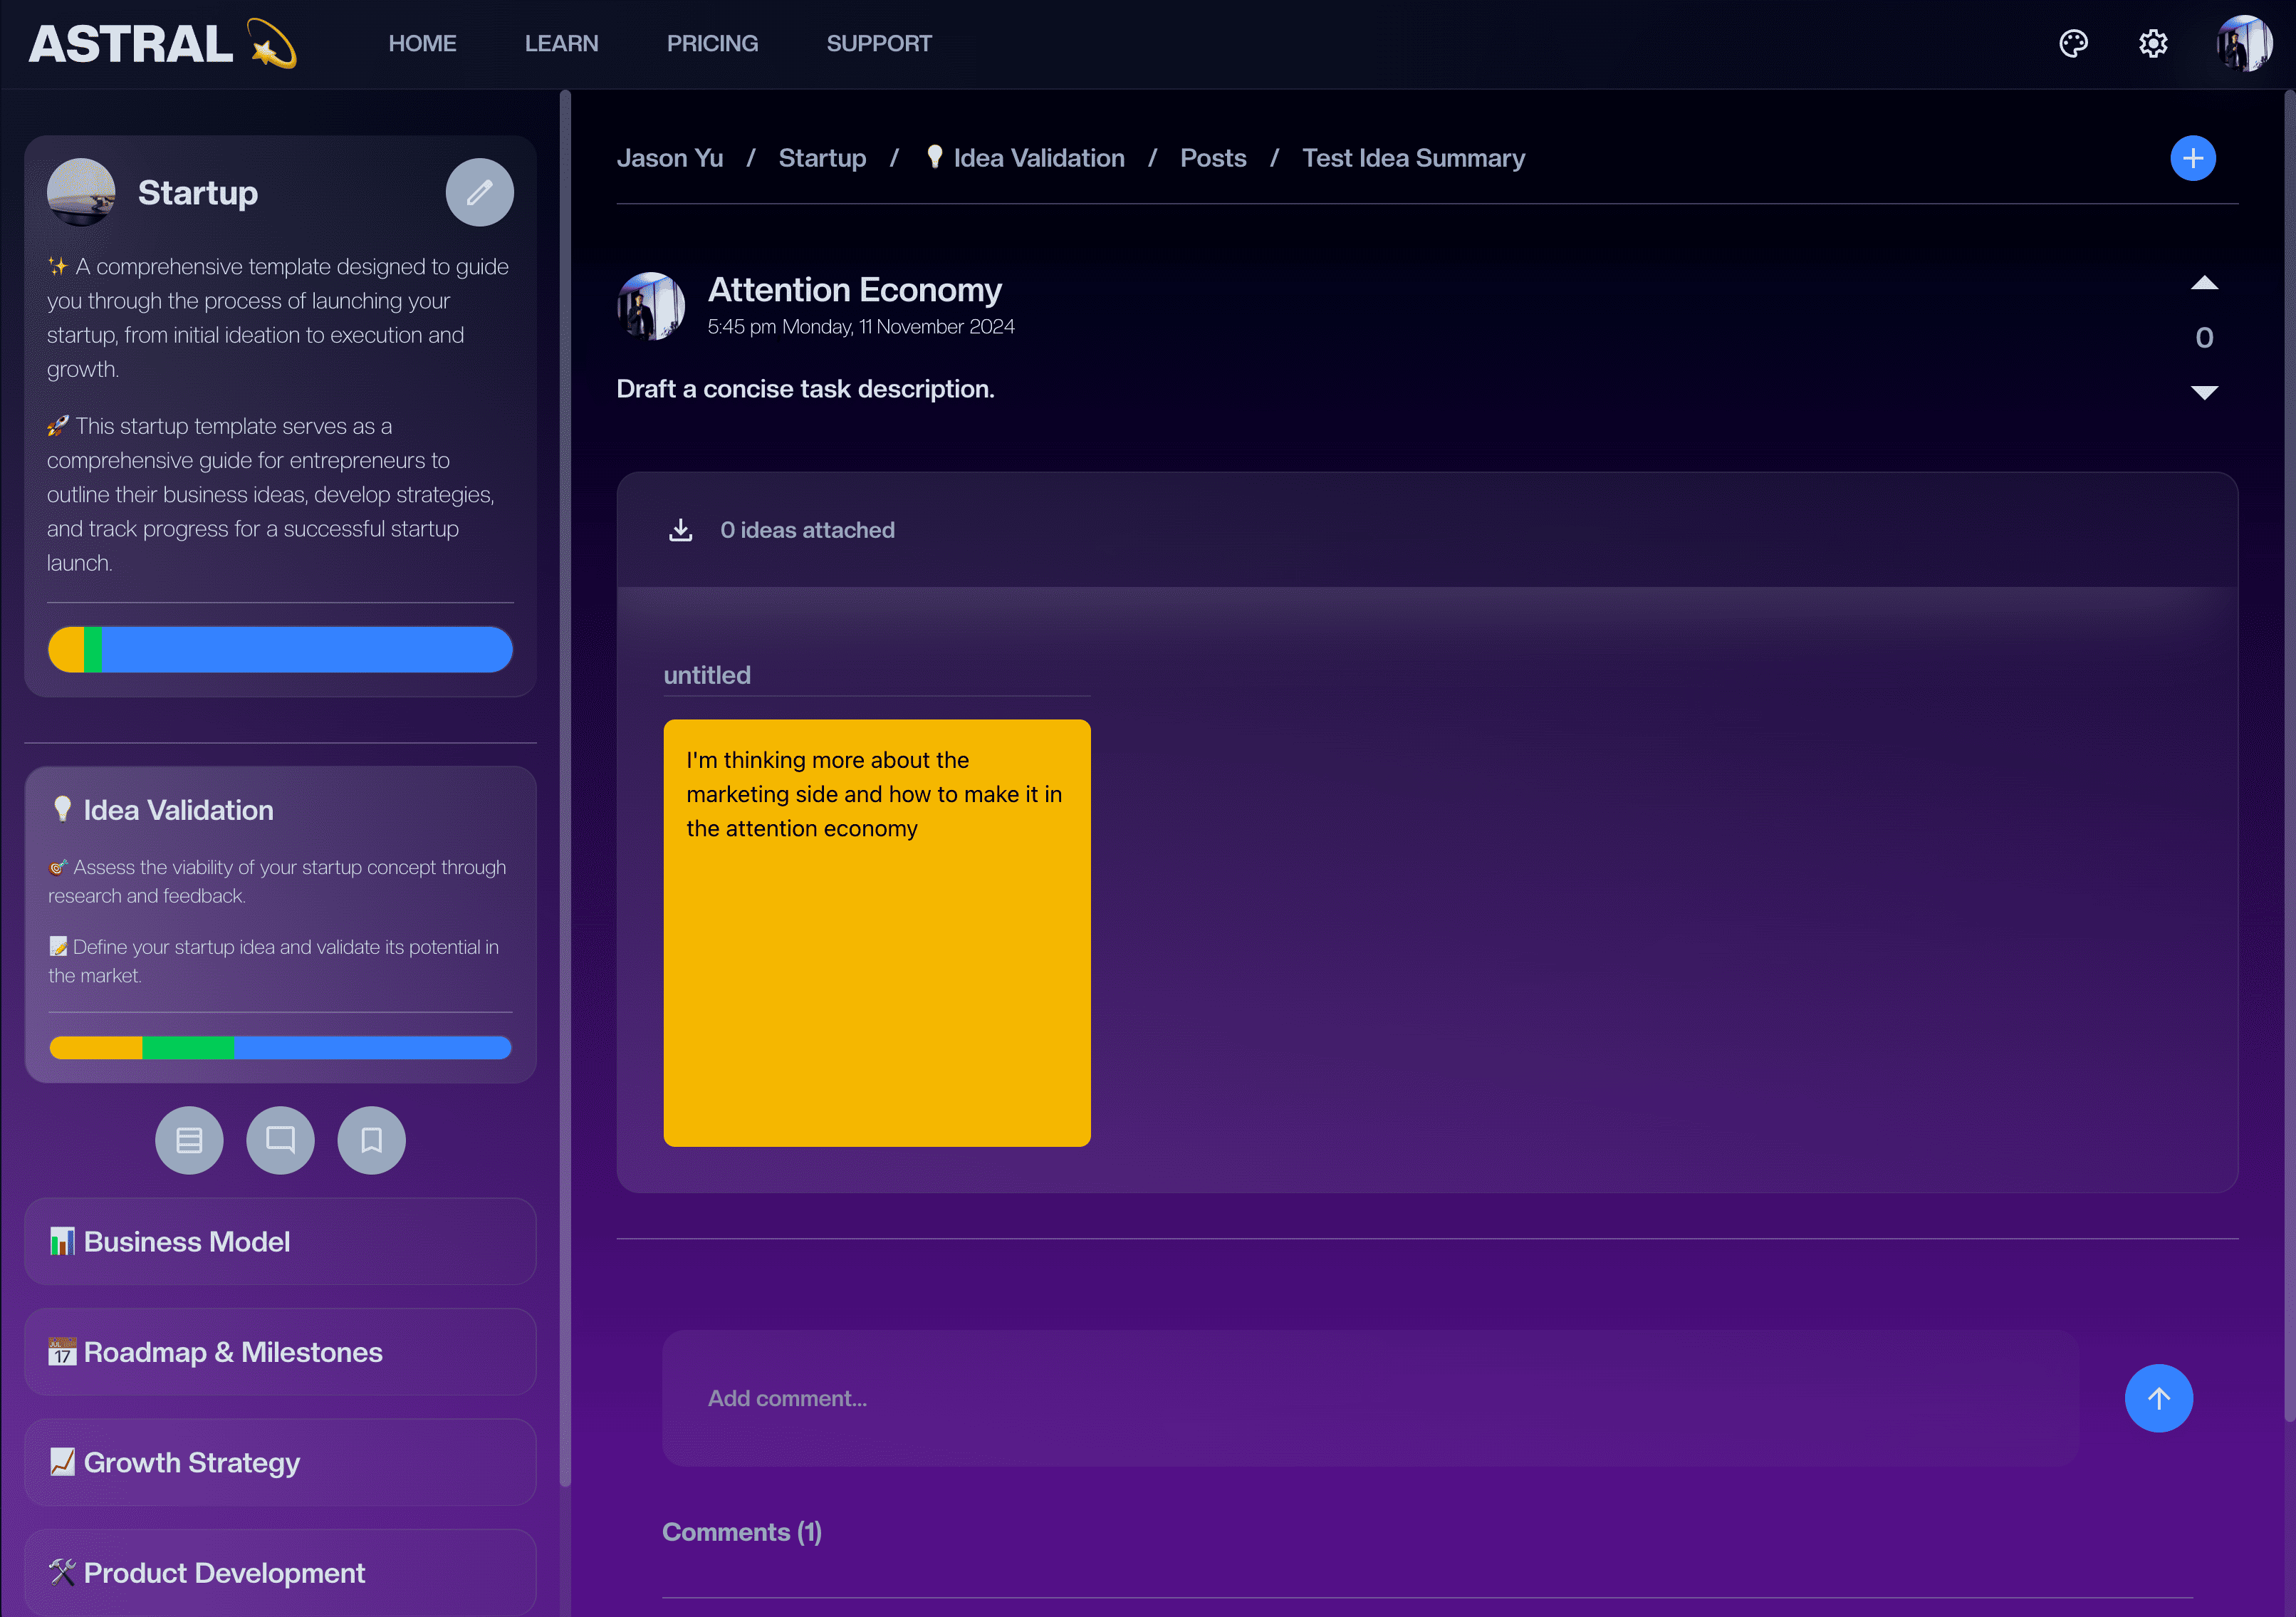 ASTRAL
HOME
LEARN
PRICING
SUPPORT
Startup
✨ A comprehensive template designed to guide
you through the process of launching your
startup, from initial ideation to execution and
growth.
🚀 This startup template serves as a
comprehensive guide for entrepreneurs to
outline their business ideas, develop strategies,
and track progress for a successful startup
launch.
💡 Idea Validation
🎯 Assess the viability of your startup concept through
research and feedback.
📝 Define your startup idea and validate its potential in
the market.
📊 Business Model
📅 Roadmap & Milestones
📈 Growth Strategy
🛠️ Product Development
Jason Yu / Startup / 💡 Idea Validation / Posts / Test Idea Summary
Attention Economy
5:45 pm Monday, 11 November 2024
0
Draft a concise task description.
0 ideas attached
untitled
I'm thinking more about the
marketing side and how to make it in
the attention economy
Add comment...
Comments (1)